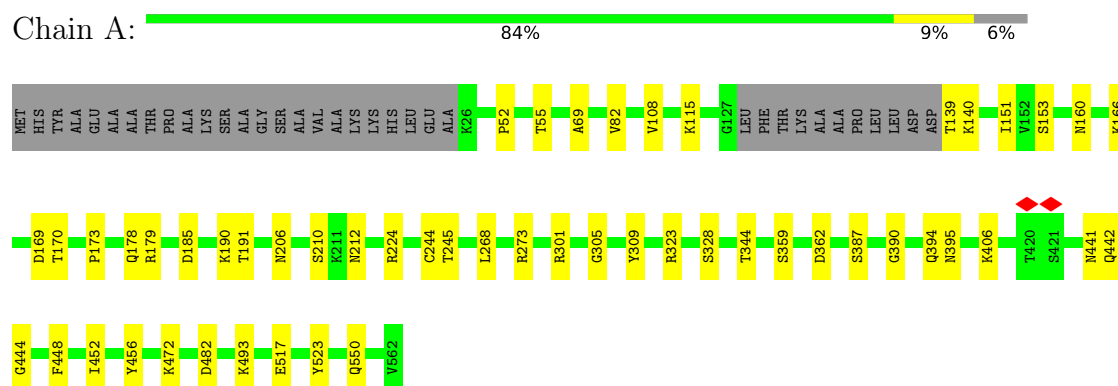 Chain A:
84% 9% 6%
MET HIS TYR ALA GLU ALA ALA THR PRO ALA LYS SER ALA GLY SER ALA VAL ALA LYS LYS HIS LEU GLU ALA K26 P52 T55 A69 V82 V108 K115 G127 LEU PHE THR LYS ALA ALA PRO LEU LEU ASP ASP T139 K140 I151 V152 S153 N160 K166
D169 T170 P173 Q178 R179 D185 K190 T191 N206 S210 K211 N212 R224 C244 T245 L268 R273 R301 G305 Y309 R323 S328 T344 S359 D362 S387 G390 Q394 N395 K406 T420 S421 N441 Q442
G444 F448 I452 Y456 K472 D482 K493 E517 Y523 Q550 V562